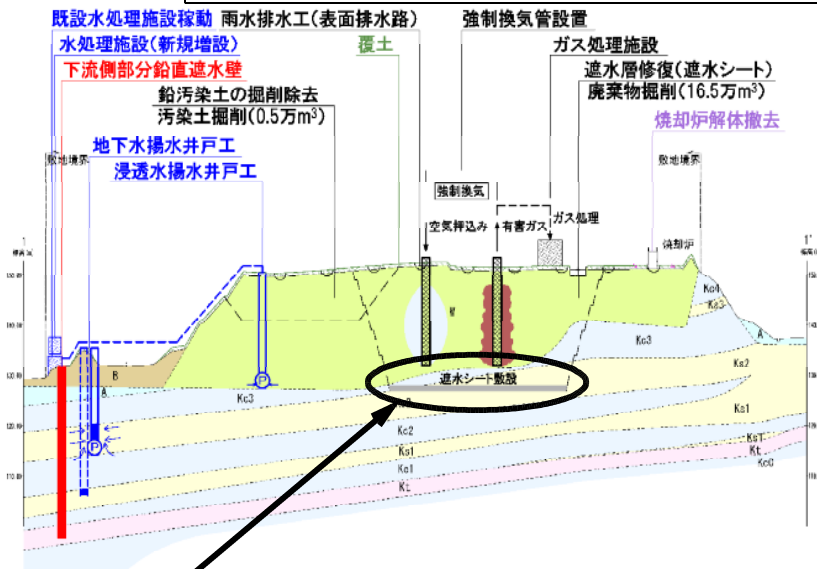 既設水処理施設稼動
雨水排水工(表面排水路)
強制換気管設置
水処理施設(新規増設)
覆土
ガス処理施設
下流側部分鉛直遮水壁
遮水層修復(遮水シート)
鉛汚染土の掘削除去
廃棄物掘削(16.5万m³)
汚染土掘削(0.5万m³)
焼却炉解体撤去
地下水揚水井戸工
敷地境界
敷地境界
浸透水揚水井戸工
強制換気
空気押込み
有害ガス
ガス処理
焼却炉
1
1'
Kc4
Ks3
Kc3
A
W
P
B
A
遮水シート敷設
Ks2
Kc3
Kc2
Ks1
Ks1
Ks1
Kt
Kc0
Kc1
Kt
P